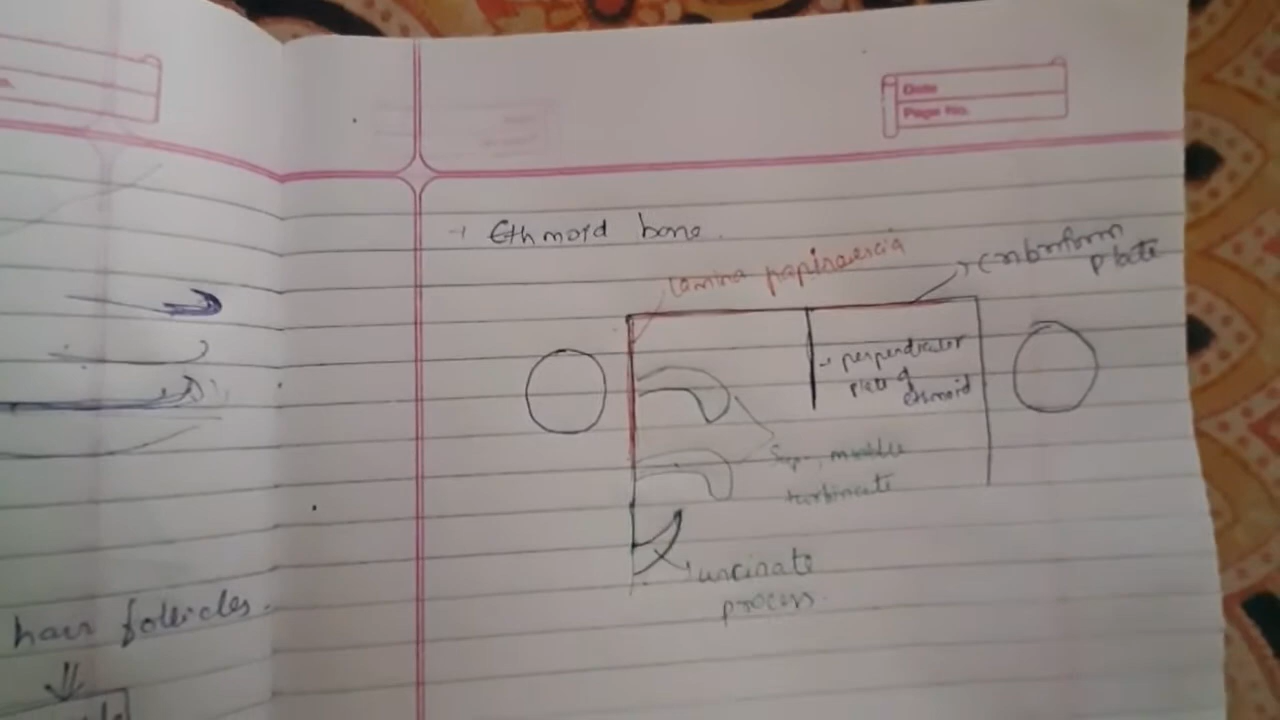 Date
Page No.
Ethmoid bone.
lamina papiraercia
cribriform
plate
perpendicular
plate of
ethmoid
Sup., middle
turbinate
uncinate
process.
hair follicles.